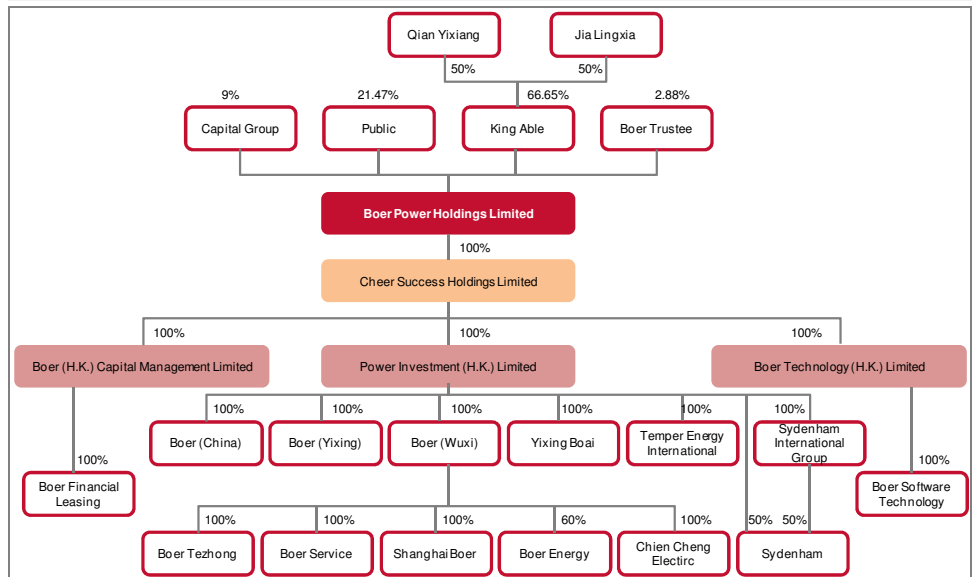 Qian Yixiang
Jia Lingxia
50%
50%
9%
21.47%
66.65%
2.88%
Capital Group
Public
King Able
Boer Trustee
Boer Power Holdings Limited
100%
Cheer Success Holdings Limited
100%
100%
100%
Boer (H.K.) Capital Management Limited
Power Investment (H.K.) Limited
Boer Technology (H.K.) Limited
100%
100%
100%
100%
100%
100%
Boer (China)
Boer (Yixing)
Boer (Wuxi)
Yixing Boai
Temper Energy
International
Sydenham
International
Group
100%
100%
Boer Financial
Leasing
Boer Software
Technology
100%
100%
100%
60%
100%
50%
50%
Boer Tezhong
Boer Service
Shanghai Boer
Boer Energy
Chien Cheng
Electirc
Sydenham